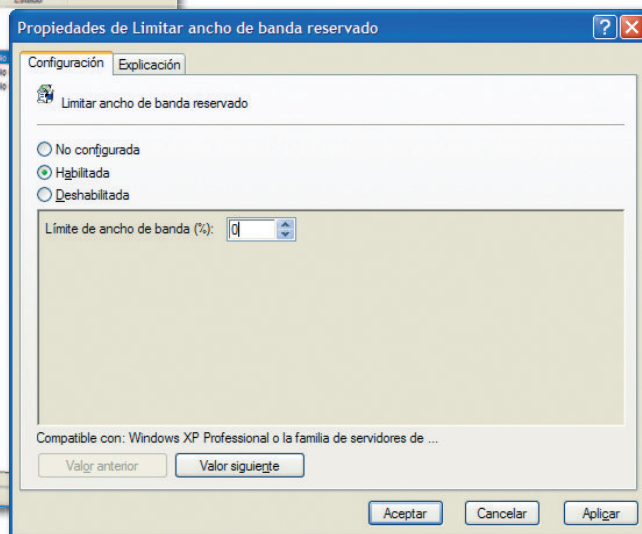 Estado
Propiedades de Limitar ancho de banda reservado
Configuración Explicación
Limitar ancho de banda reservado
No configurada
Habilitada
Deshabilitada
Límite de ancho de banda (%): 0
Compatible con: Windows XP Professional o la familia de servidores de ...
Valor anterior Valor siguiente
Aceptar Cancelar Aplicar